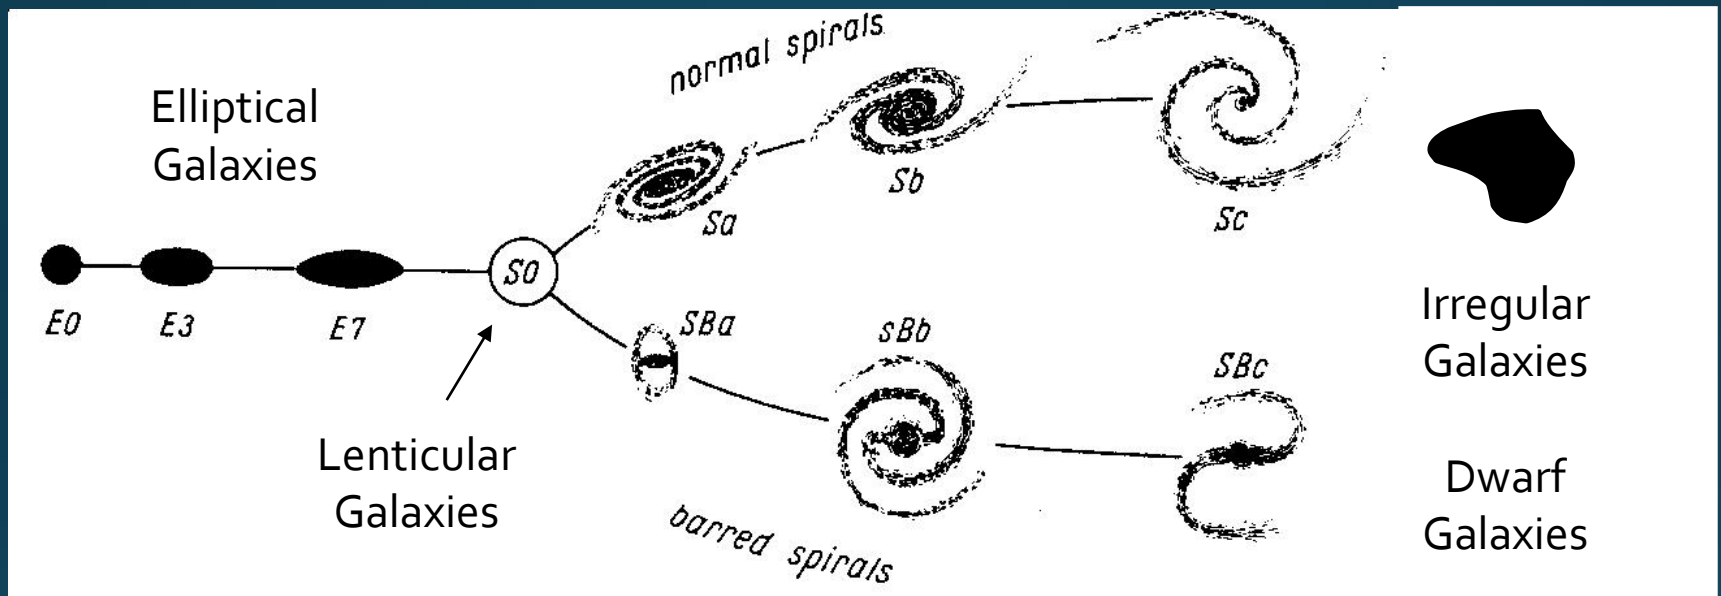 normal spirals
Elliptical
Galaxies
Sb
Sa
Sc
S0
E0
E3
E7
SBa
sBb
SBc
Irregular
Galaxies
Lenticular
Galaxies
Dwarf
Galaxies
barred spirals